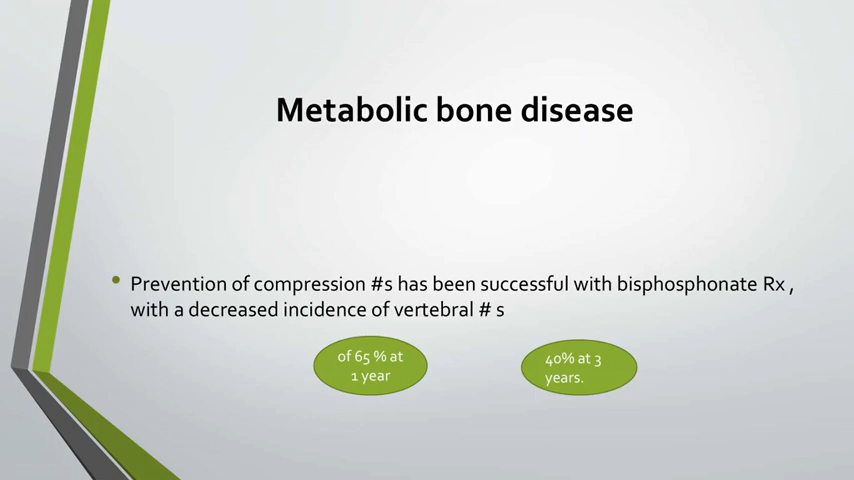 Metabolic bone disease
• Prevention of compression #s has been successful with bisphosphonate Rx ,
with a decreased incidence of vertebral # s
of 65 % at
1 year
40% at 3
years.